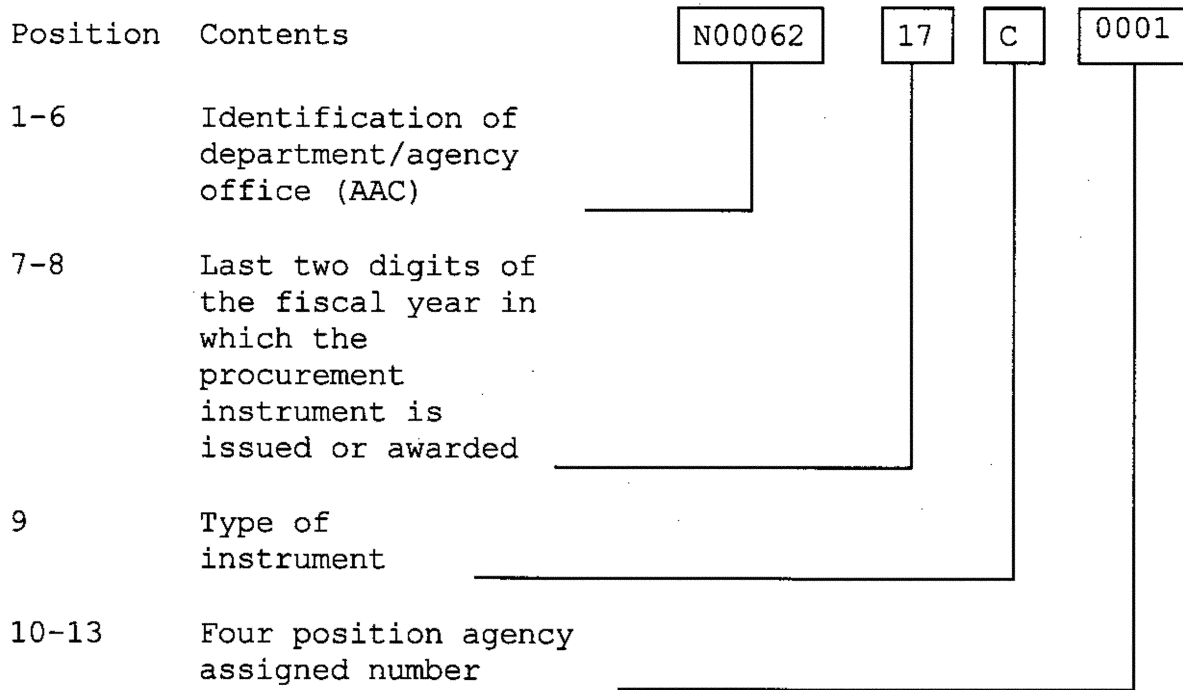 Position Contents N00062 17 C 0001
1-6 Identification of
department/agency
office (AAC)
7-8 Last two digits of
the fiscal year in
which the
procurement
instrument is
issued or awarded
9 Type of
instrument
10-13 Four position agency
assigned number